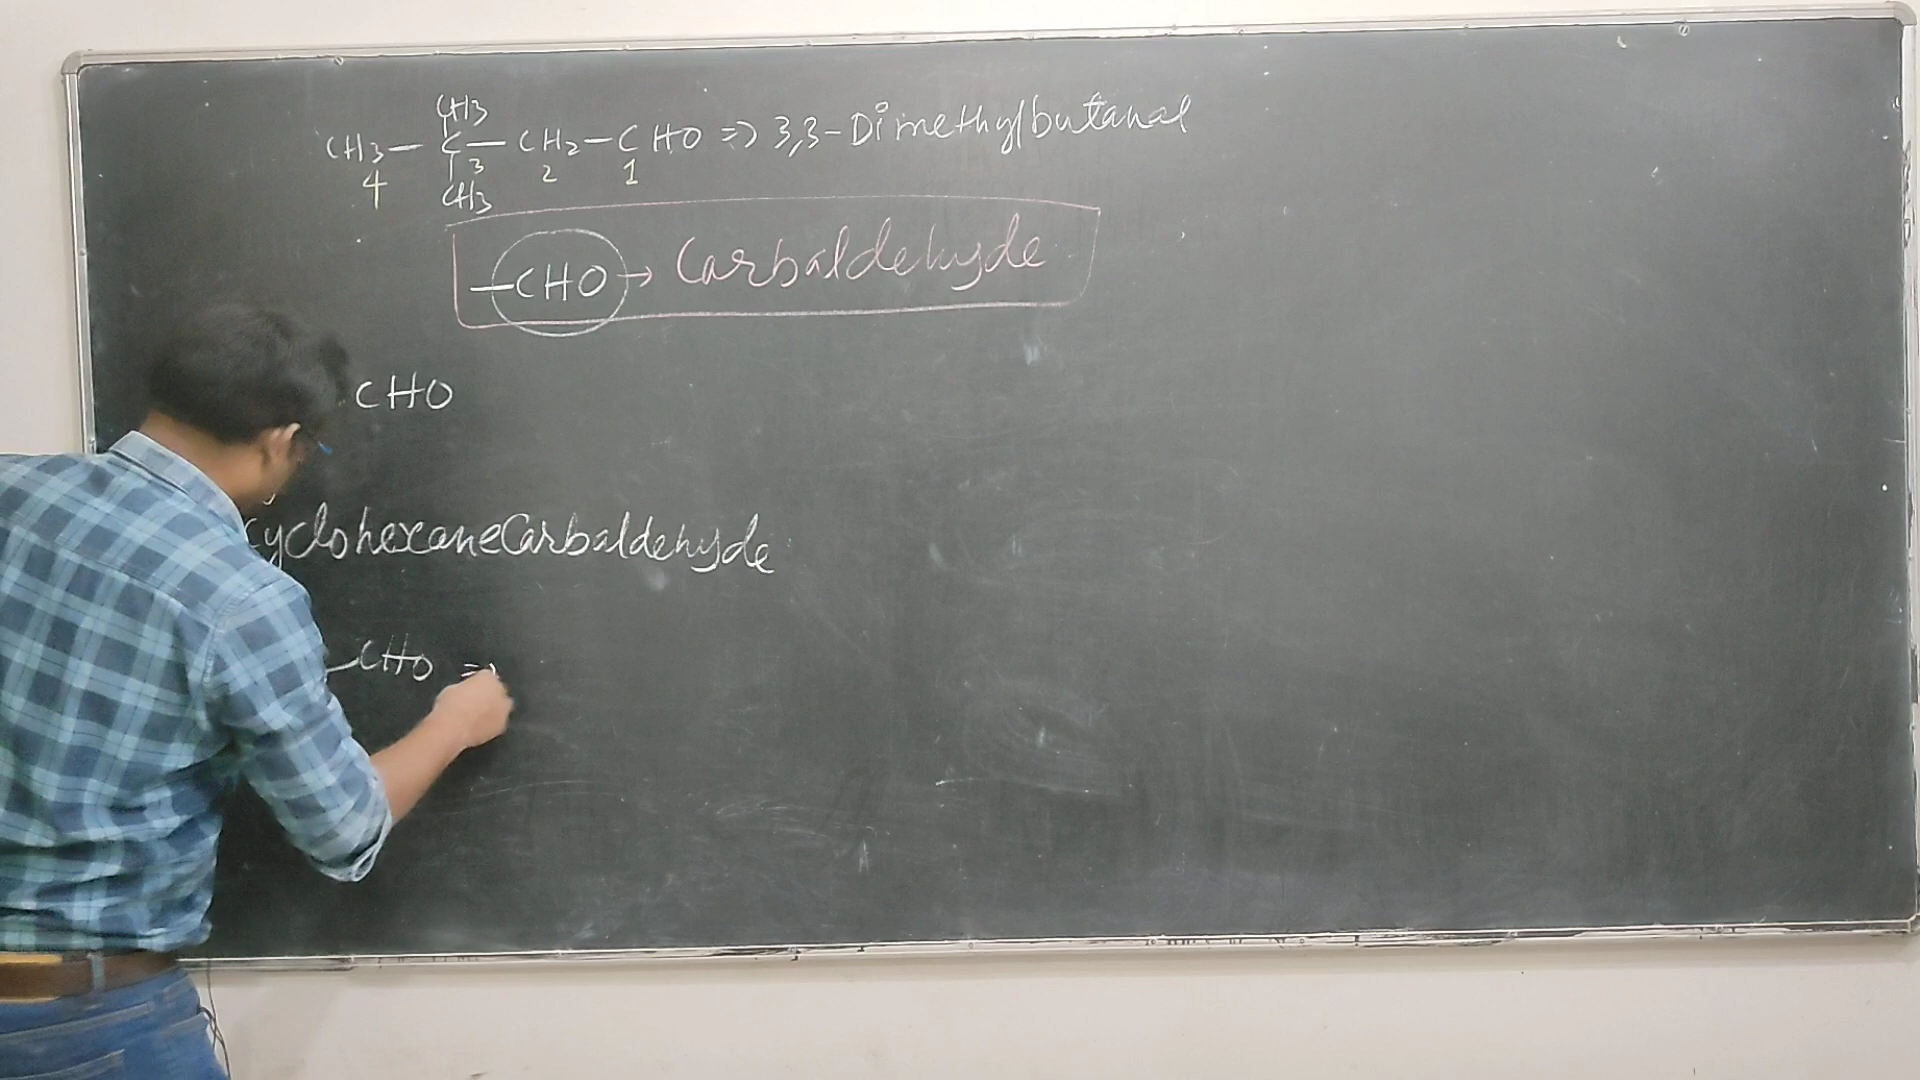 CH3
CH3—C—CH2—CHO => 3,3-Dimethylbutanal
4 3 2 1
CH3
—CHO → Carbaldehyde
CHO
CyclohexaneCarbaldehyde
—CHO =>